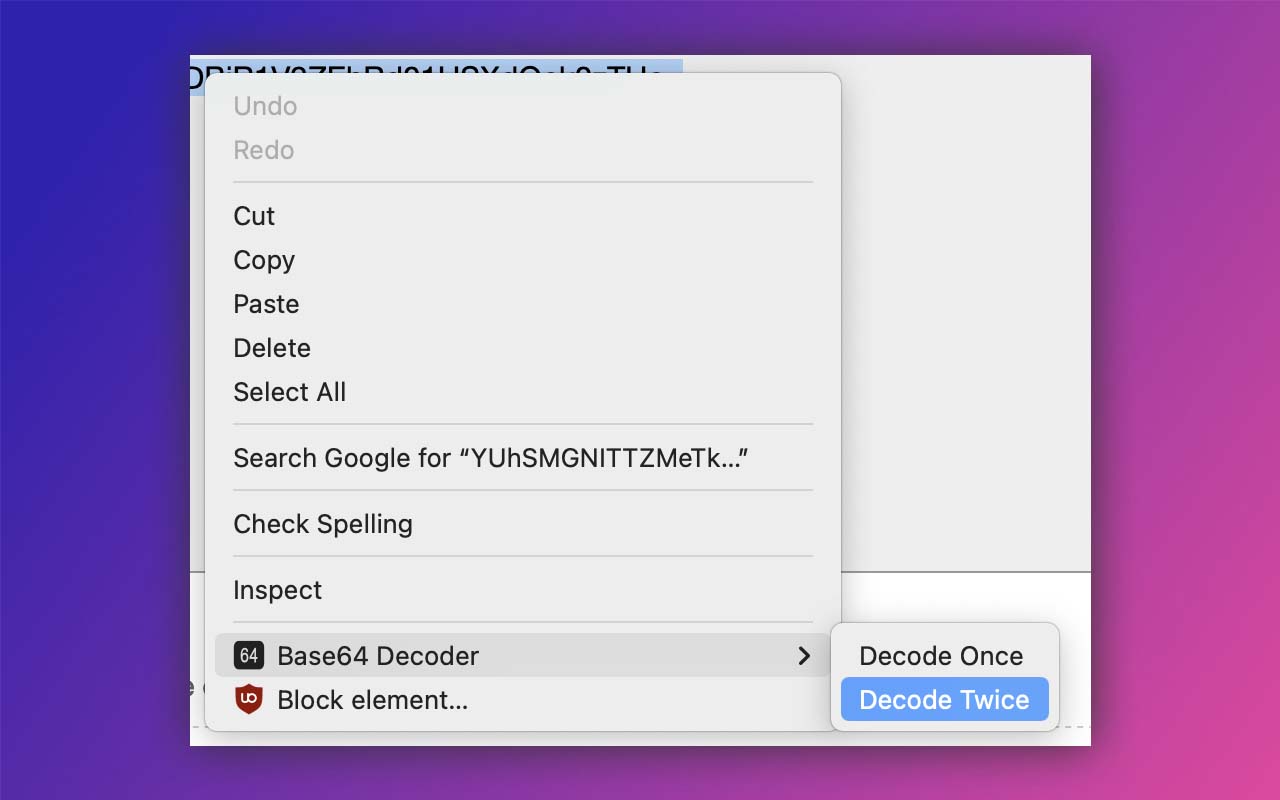 Undo
Redo
Cut
Copy
Paste
Delete
Select All
Search Google for “YUhSMGNITTZMeTk...”
Check Spelling
Inspect
64 Base64 Decoder
Decode Once
Block element...
Decode Twice